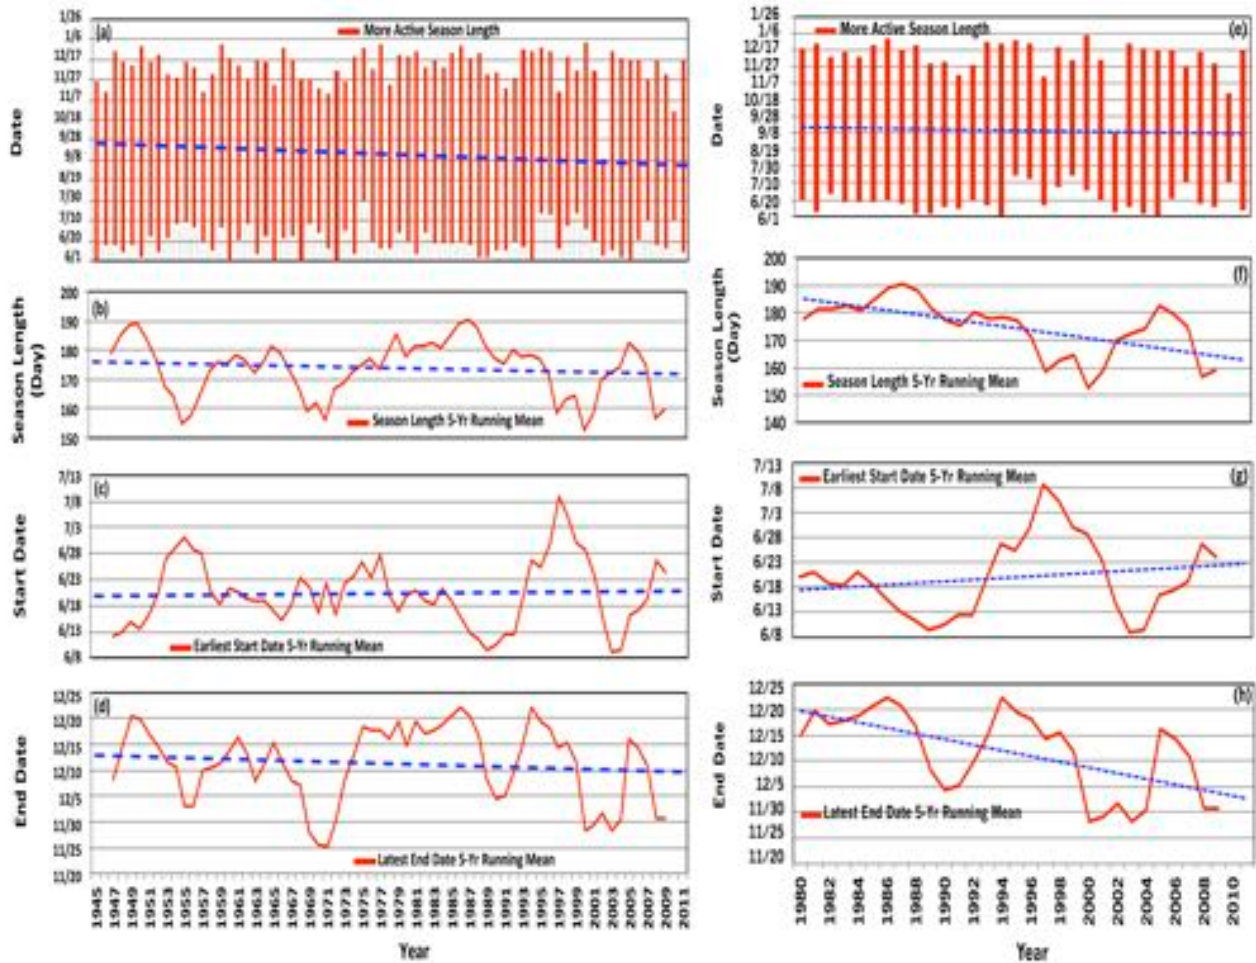 (a)
More Active Season Length
1/26
1/6
12/17
11/27
11/7
10/18
9/28
9/8
8/19
7/30
7/10
6/20
6/1
Date
(b)
Season Length 5-Yr Running Mean
200
190
180
170
160
150
Season Length
(Day)
(c)
Earliest Start Date 5-Yr Running Mean
7/13
7/8
7/3
6/28
6/23
6/18
6/13
6/8
Start Date
(d)
Latest End Date 5-Yr Running Mean
12/25
12/20
12/15
12/10
12/5
11/30
11/25
11/20
End Date
1945 1947 1949 1951 1953 1955 1957 1959 1961 1963 1965 1967 1969 1971 1973 1975 1977 1979 1981 1983 1985 1987 1989 1991 1993 1995 1997 1999 2001 2003 2005 2007 2009 2011
Year
(e)
More Active Season Length
1/26
1/6
12/17
11/27
11/7
10/18
9/28
9/8
8/19
7/30
7/10
6/20
6/1
Date
(f)
Season Length 5-Yr Running Mean
200
190
180
170
160
150
140
Season Length
(Day)
(g)
Earliest Start Date 5-Yr Running Mean
7/13
7/8
7/3
6/28
6/23
6/18
6/13
6/8
Start Date
(h)
Latest End Date 5-Yr Running Mean
12/25
12/20
12/15
12/10
12/5
11/30
11/25
11/20
End Date
1980 1982 1984 1986 1988 1990 1992 1994 1996 1998 2000 2002 2004 2006 2008 2010
Year